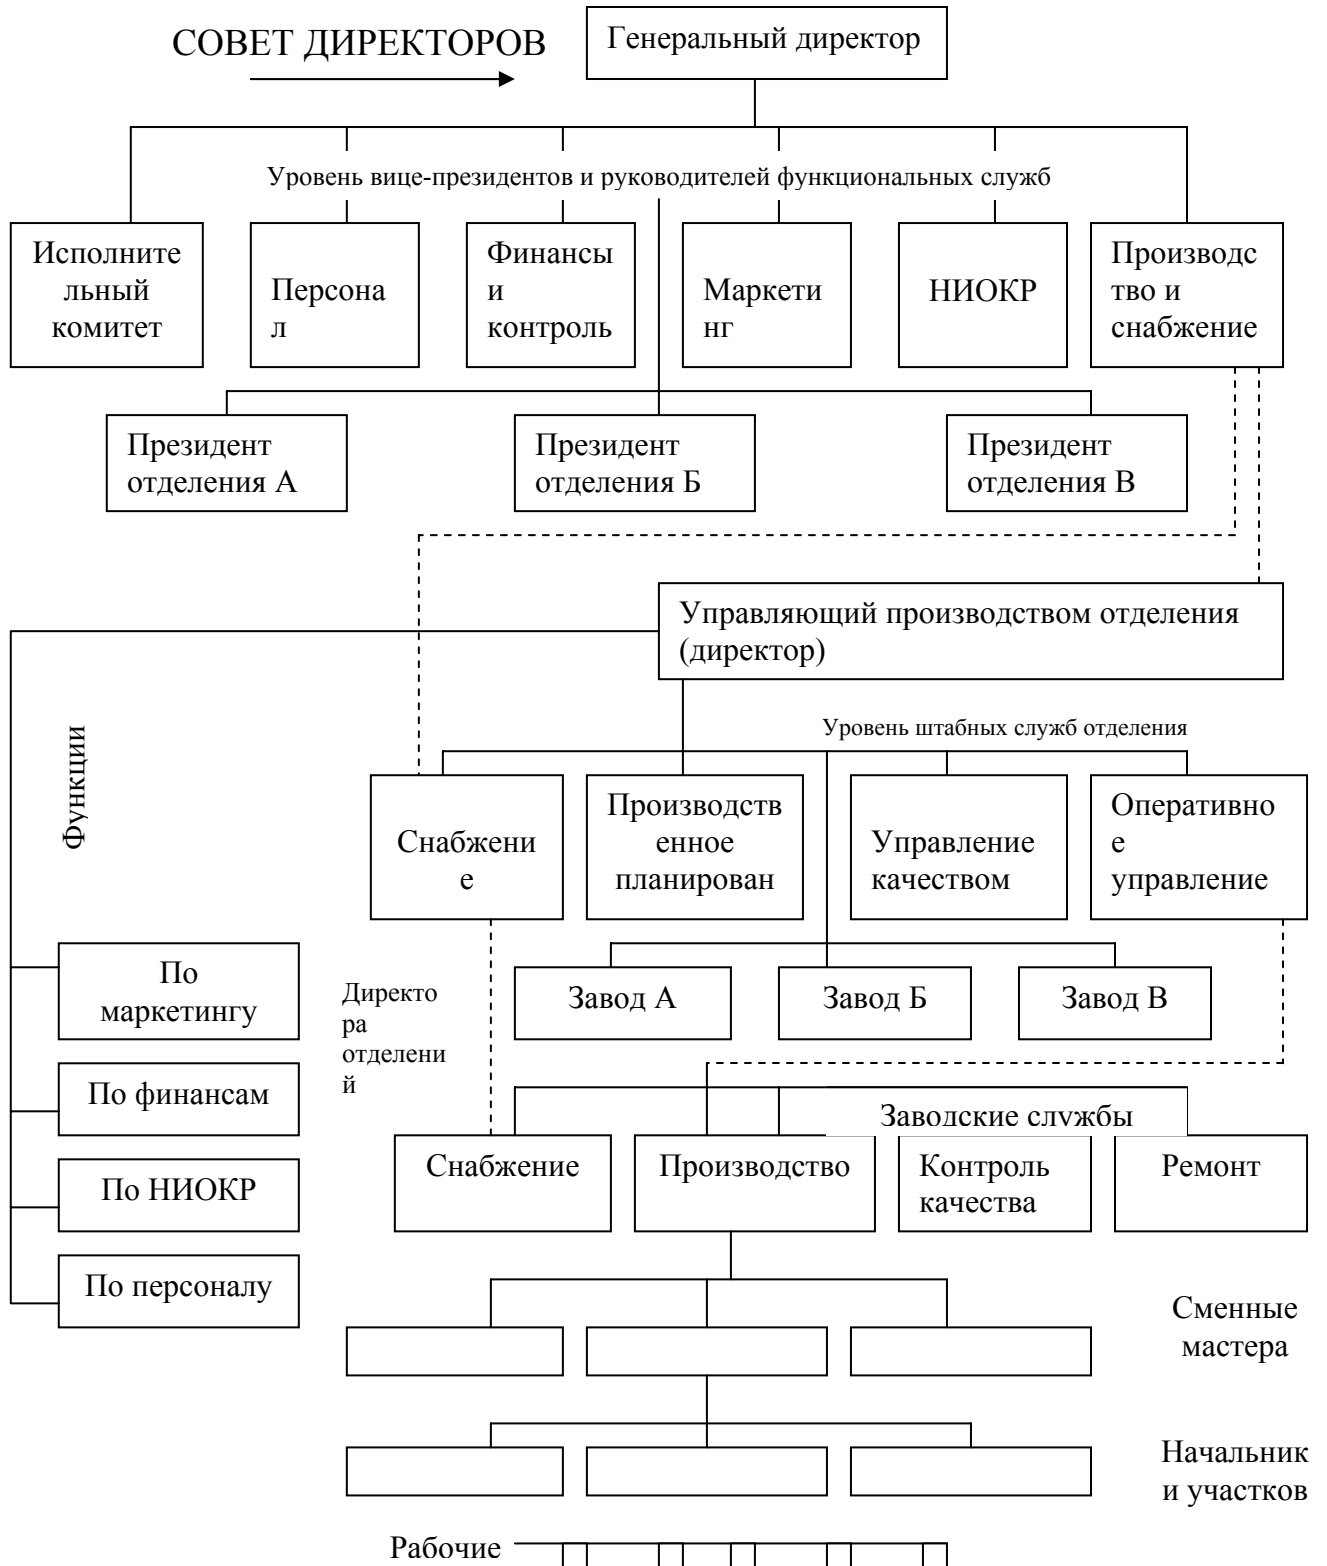 СОВЕТ ДИРЕКТОРОВ
Генеральный директор
Уровень вице-президентов и руководителей функциональных служб
Исполните
льный
комитет
Персона
л
Финансы
и
контроль
Маркети
нг
НИОКР
Производс
тво и
снабжение
Президент
отделения А
Президент
отделения Б
Президент
отделения В
Управляющий производством отделения
(директор)
Функции
Уровень штабных служб отделения
Снабжени
е
Производств
енное
планирован
Управление
качеством
Оперативно
е
управление
По
маркетингу
По финансам
По НИОКР
По персоналу
Директо
ра
отделени
й
Завод А
Завод Б
Завод В
Заводские службы
Снабжение
Производство
Контроль
качества
Ремонт
Сменные
мастера
Начальник
и участков
Рабочие